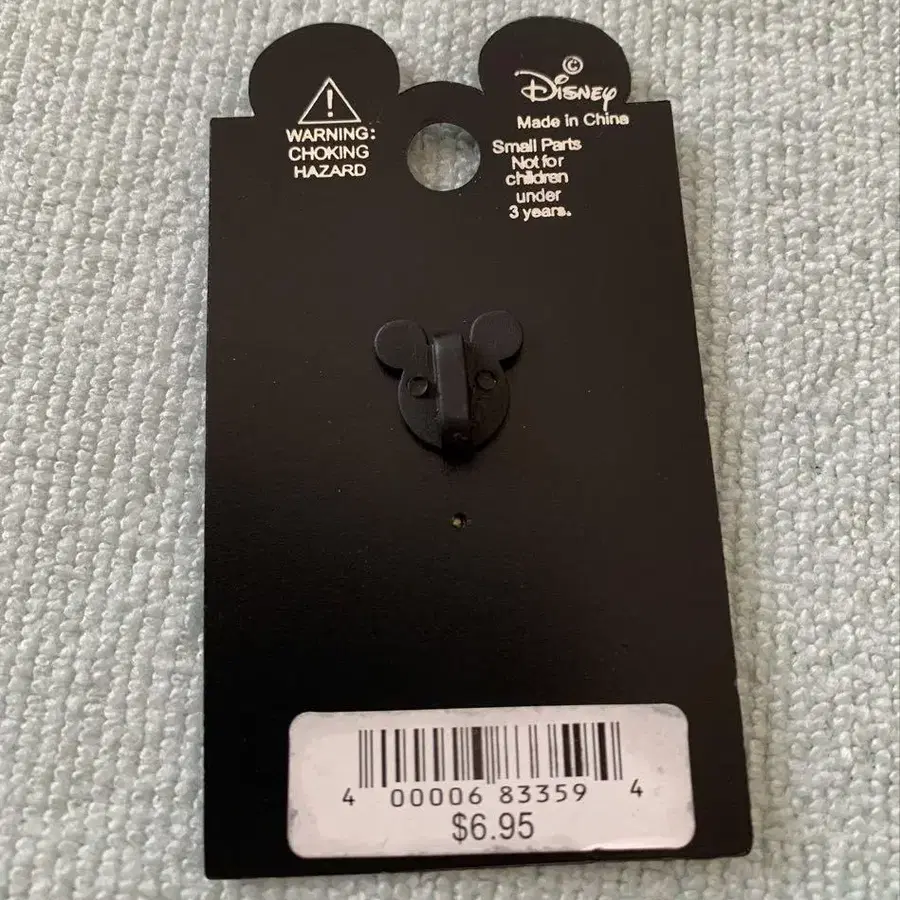 WARNING:
CHOKING
HAZARD
©
Disney
Made in China
Small Parts
Not for
children
under
3 years.
4 00006 83359 4
$6.95